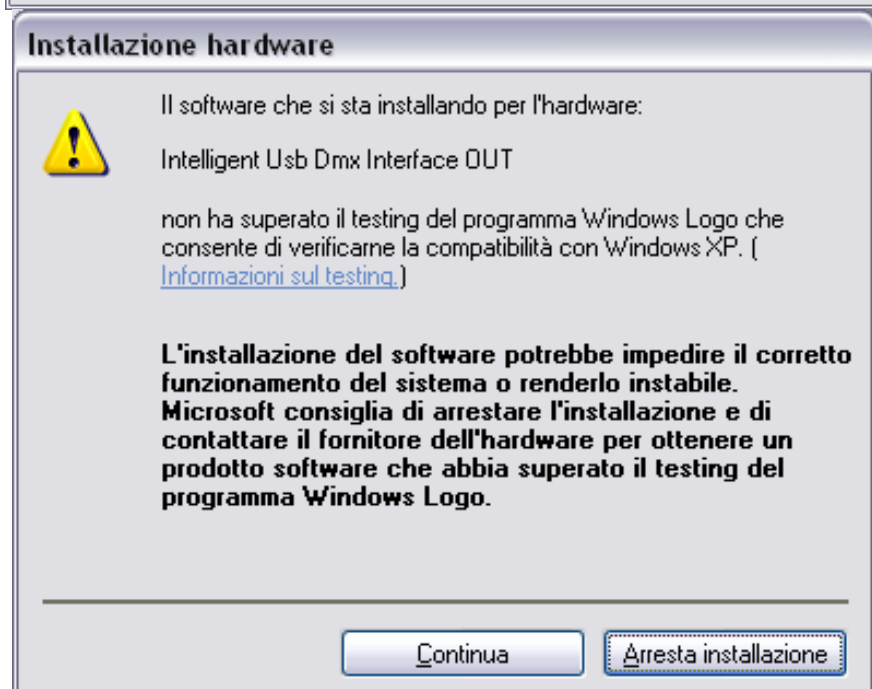 Installazione hardware
Il software che si sta installando per l'hardware:
Intelligent Usb Dmx Interface OUT
non ha superato il testing del programma Windows Logo che
consente di verificarne la compatibilità con Windows XP. (
Informazioni sul testing.)
L'installazione del software potrebbe impedire il corretto
funzionamento del sistema o renderlo instabile.
Microsoft consiglia di arrestare l'installazione e di
contattare il fornitore dell'hardware per ottenere un
prodotto software che abbia superato il testing del
programma Windows Logo.
Continua
Arresta installazione